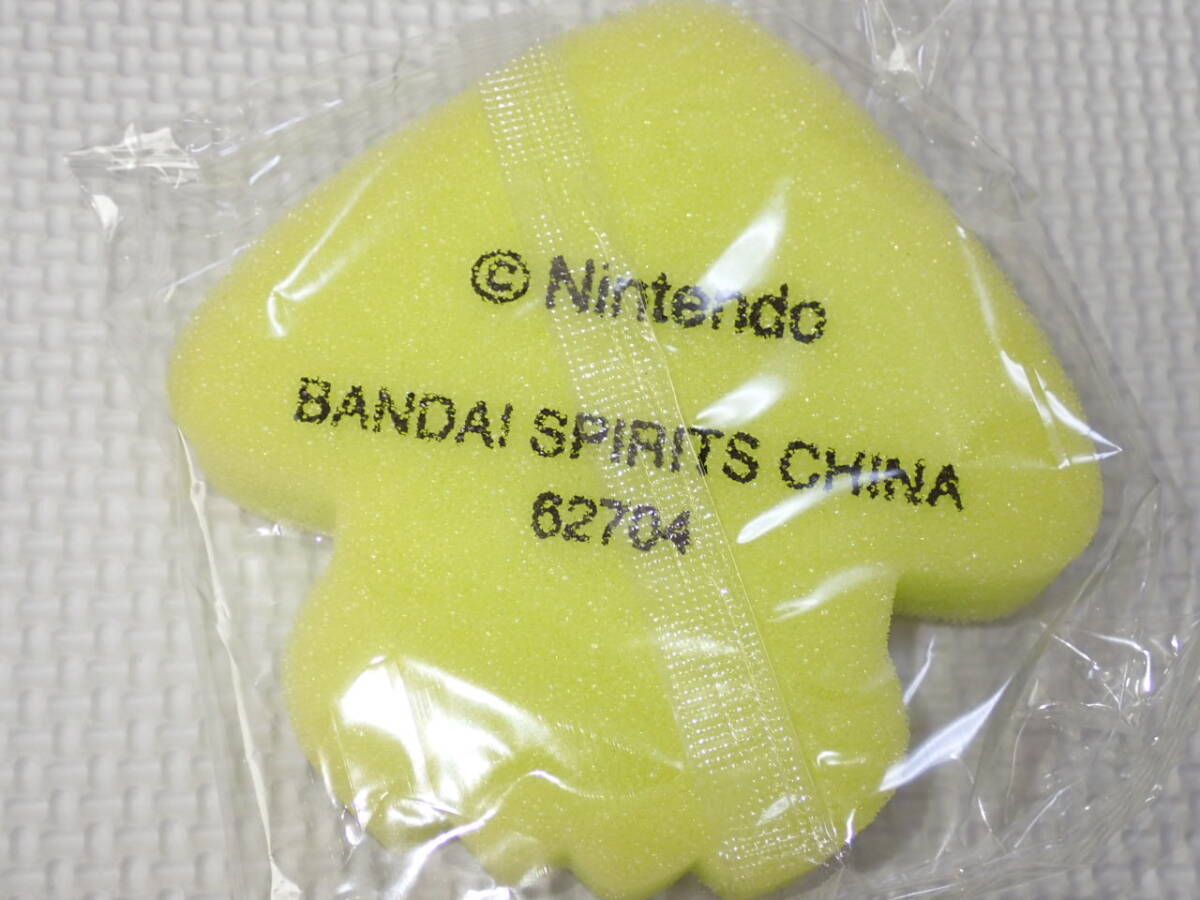 © Nintendo
BANDAI SPIRITS CHINA
62704